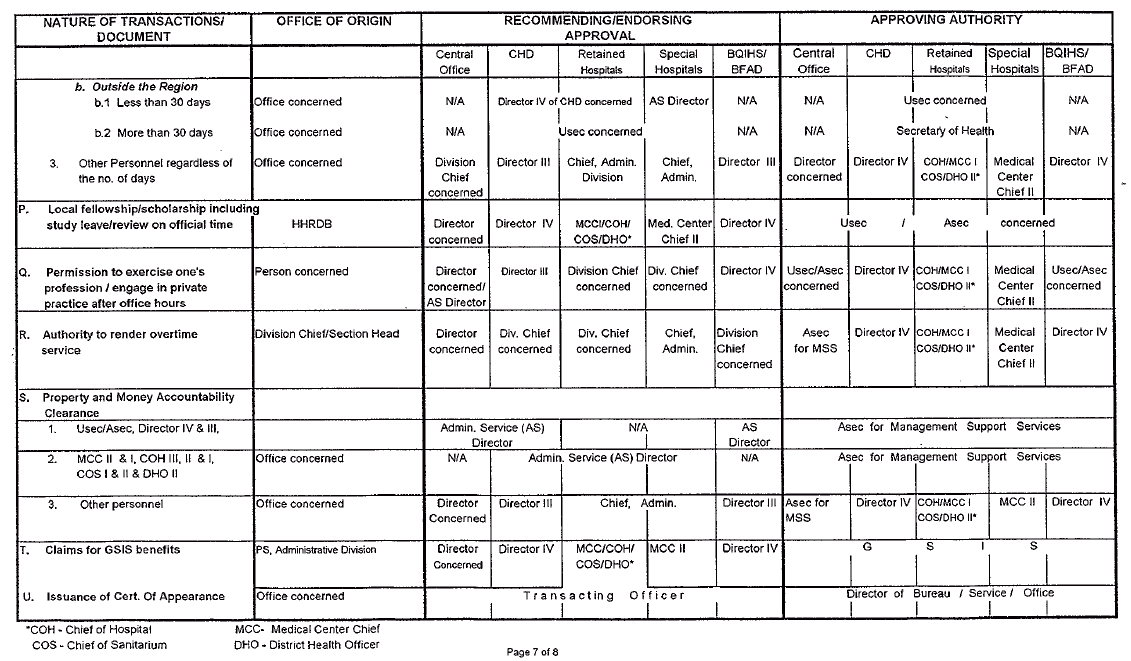 NATURE OF TRANSACTIONS/ OFFICE OF ORIGIN RECOMMENDING/ENDORSING APPROVING AUTHORITY
DOCUMENT APPROVAL
Central CHD Retained Special BQIHS/ Central CHD Retained Special BQIHS/
Office Hospitals Hospitals BFAD Office Hospitals Hospitals BFAD
b. Outside the Region
b.1 Less than 30 days Office concerned N/A Director IV of CHD concerned AS Director N/A N/A Usec concerned N/A
b.2 More than 30 days Office concerned N/A Usec concerned N/A N/A Secretary of Health N/A
3. Other Personnel regardless of Office concerned Division Director III Chief, Admin. Chief, Director III Director Director IV COH/MCC I Medical Director IV
the no. of days Chief Division Admin. concerned COS/DHO II* Center
concerned Chief II
P. Local fellowship/scholarship including
study leave/review on official time HHRDB Director Director IV MCCI/COH/ Med. Center Director IV Usec / Asec concerned
concerned COS/DHO* Chief II
Q. Permission to exercise one's Person concerned Director Director III Division Chief Div. Chief Director IV Usec/Asec Director IV COH/MCC I Medical Usec/Asec
profession / engage in private concerned/ concerned concerned concerned COS/DHO II* Center concerned
practice after office hours AS Director Chief II
R. Authority to render overtime Division Chief/Section Head Director Div. Chief Div. Chief Chief, Division Asec Director IV COH/MCC I Medical Director IV
service concerned concerned concerned Admin. Chief for MSS COS/DHO II* Center
concerned Chief II
S. Property and Money Accountability
Clearance
1. Usec/Asec, Director IV & III, Admin. Service (AS) N/A AS Asec for Management Support Services
Director Director
2. MCC II & I, COH III, II & I, Office concerned N/A Admin. Service (AS) Director N/A Asec for Management Support Services
COS I & II & DHO II
3. Other personnel Office concerned Director Director III Chief, Admin. Director III Asec for Director IV COH/MCC I MCC II Director IV
Concerned MSS COS/DHO II*
T. Claims for GSIS benefits PS, Administrative Division Director Director IV MCC/COH/ MCC II Director IV G S I S
Concerned COS/DHO*
U. Issuance of Cert. Of Appearance Office concerned Transacting Officer Director of Bureau / Service / Office
*COH - Chief of Hospital MCC- Medical Center Chief
COS - Chief of Sanitarium DHO - District Health Officer
Page 7 of 8